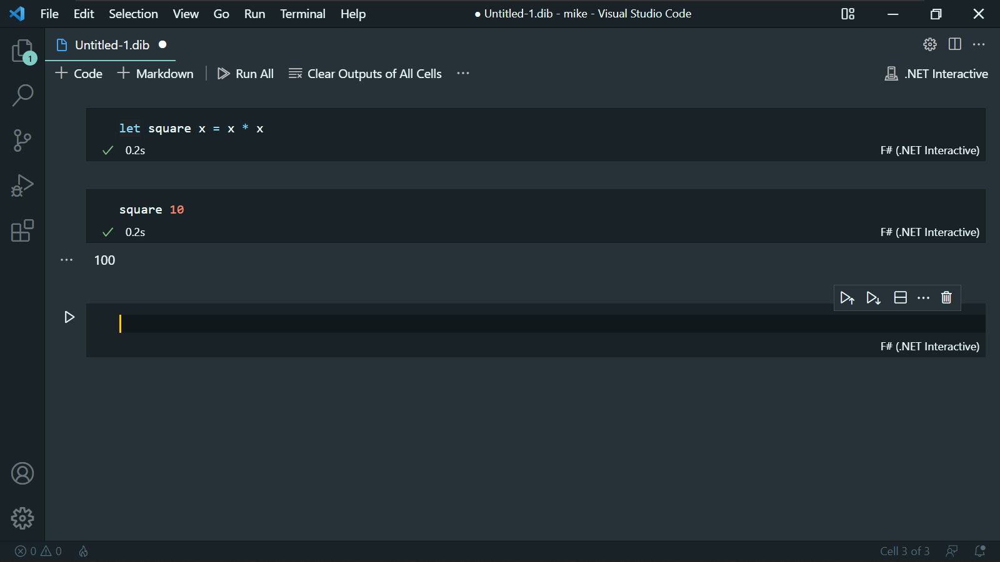 File Edit Selection View Go Run Terminal Help ● Untitled-1.dib - mike - Visual Studio Code
1
Untitled-1.dib
Code Markdown Run All Clear Outputs of All Cells .NET Interactive
let square x = x * x
0.2s F# (.NET Interactive)
square 10
0.2s F# (.NET Interactive)
100
F# (.NET Interactive)
0 0 Cell 3 of 3